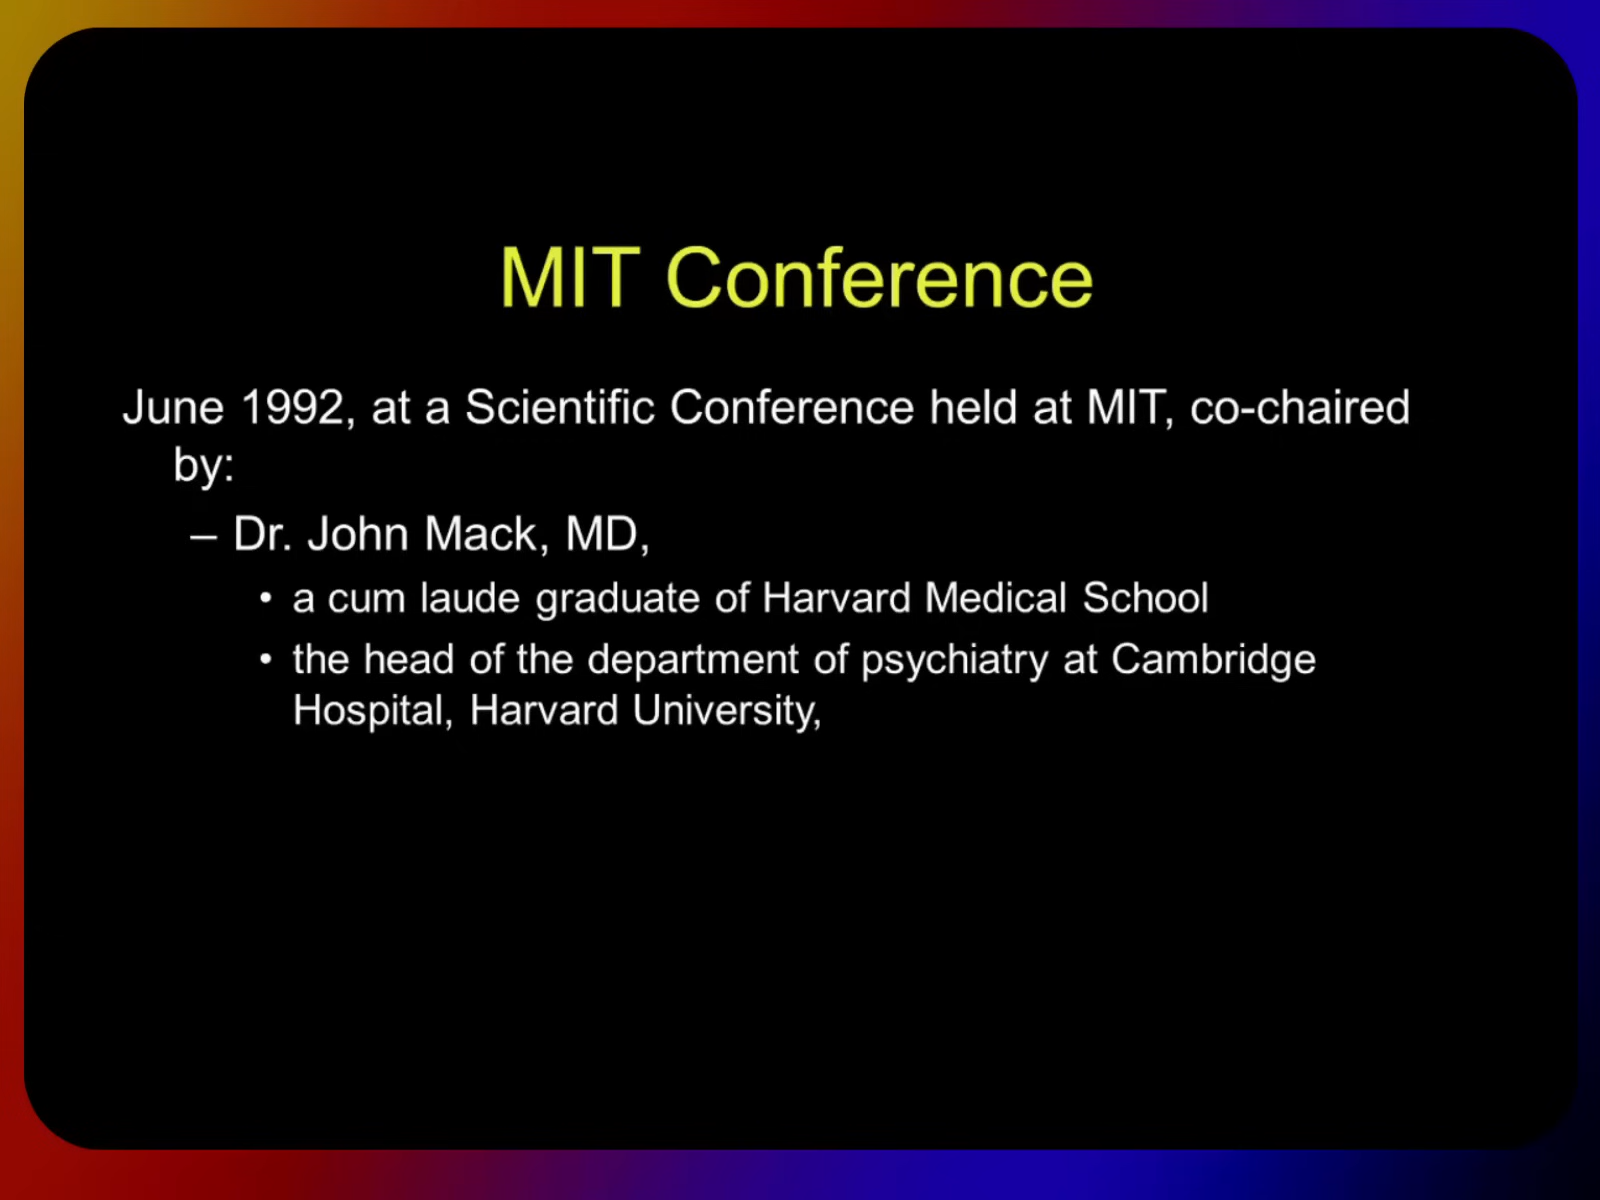 MIT Conference
June 1992, at a Scientific Conference held at MIT, co-chaired
by:
– Dr. John Mack, MD,
• a cum laude graduate of Harvard Medical School
• the head of the department of psychiatry at Cambridge
Hospital, Harvard University,